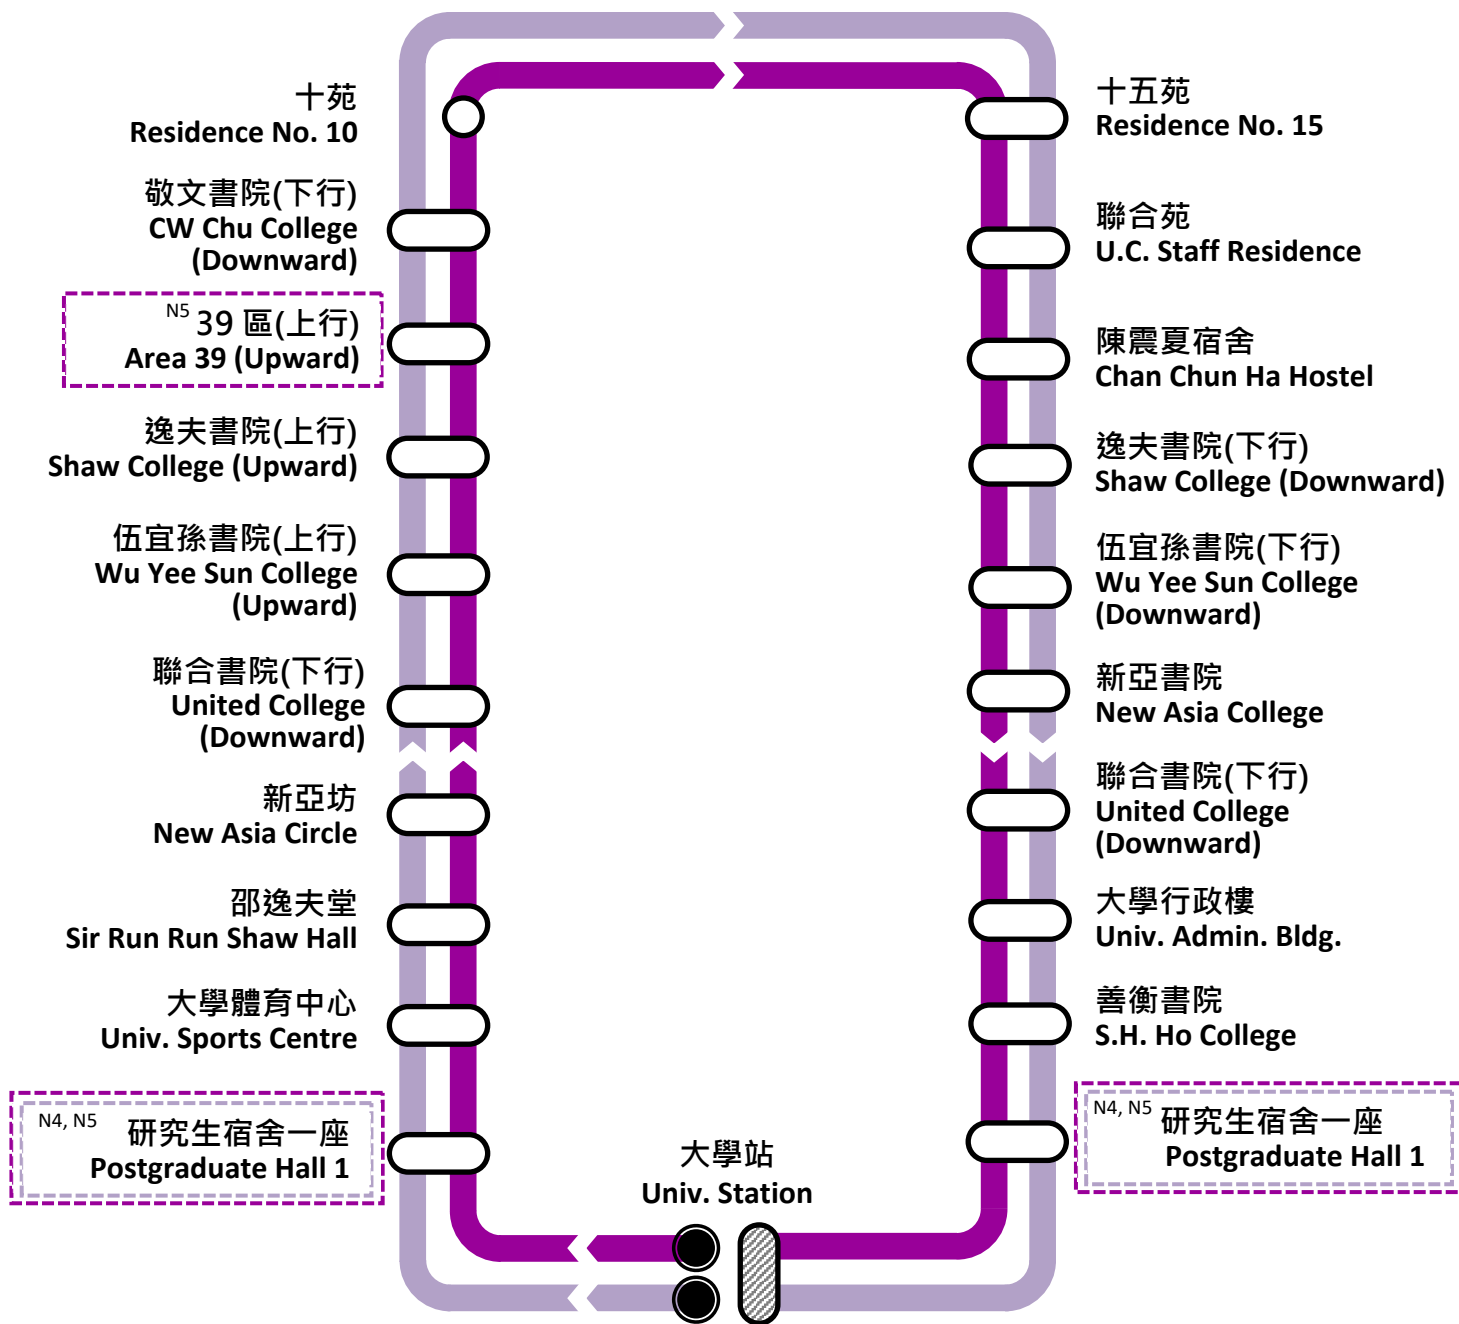 十苑
Residence No. 10
敬文書院(下行)
CW Chu College
(Downward)
N5 39 區(上行)
Area 39 (Upward)
逸夫書院(上行)
Shaw College (Upward)
伍宜孫書院(上行)
Wu Yee Sun College
(Upward)
聯合書院(下行)
United College
(Downward)
新亞坊
New Asia Circle
邵逸夫堂
Sir Run Run Shaw Hall
大學體育中心
Univ. Sports Centre
N4, N5 研究生宿舍一座
Postgraduate Hall 1
大學站
Univ. Station
十五苑
Residence No. 15
聯合苑
U.C. Staff Residence
陳震夏宿舍
Chan Chun Ha Hostel
逸夫書院(下行)
Shaw College (Downward)
伍宜孫書院(下行)
Wu Yee Sun College
(Downward)
新亞書院
New Asia College
聯合書院(下行)
United College
(Downward)
大學行政樓
Univ. Admin. Bldg.
善衡書院
S.H. Ho College
N4, N5 研究生宿舍一座
Postgraduate Hall 1